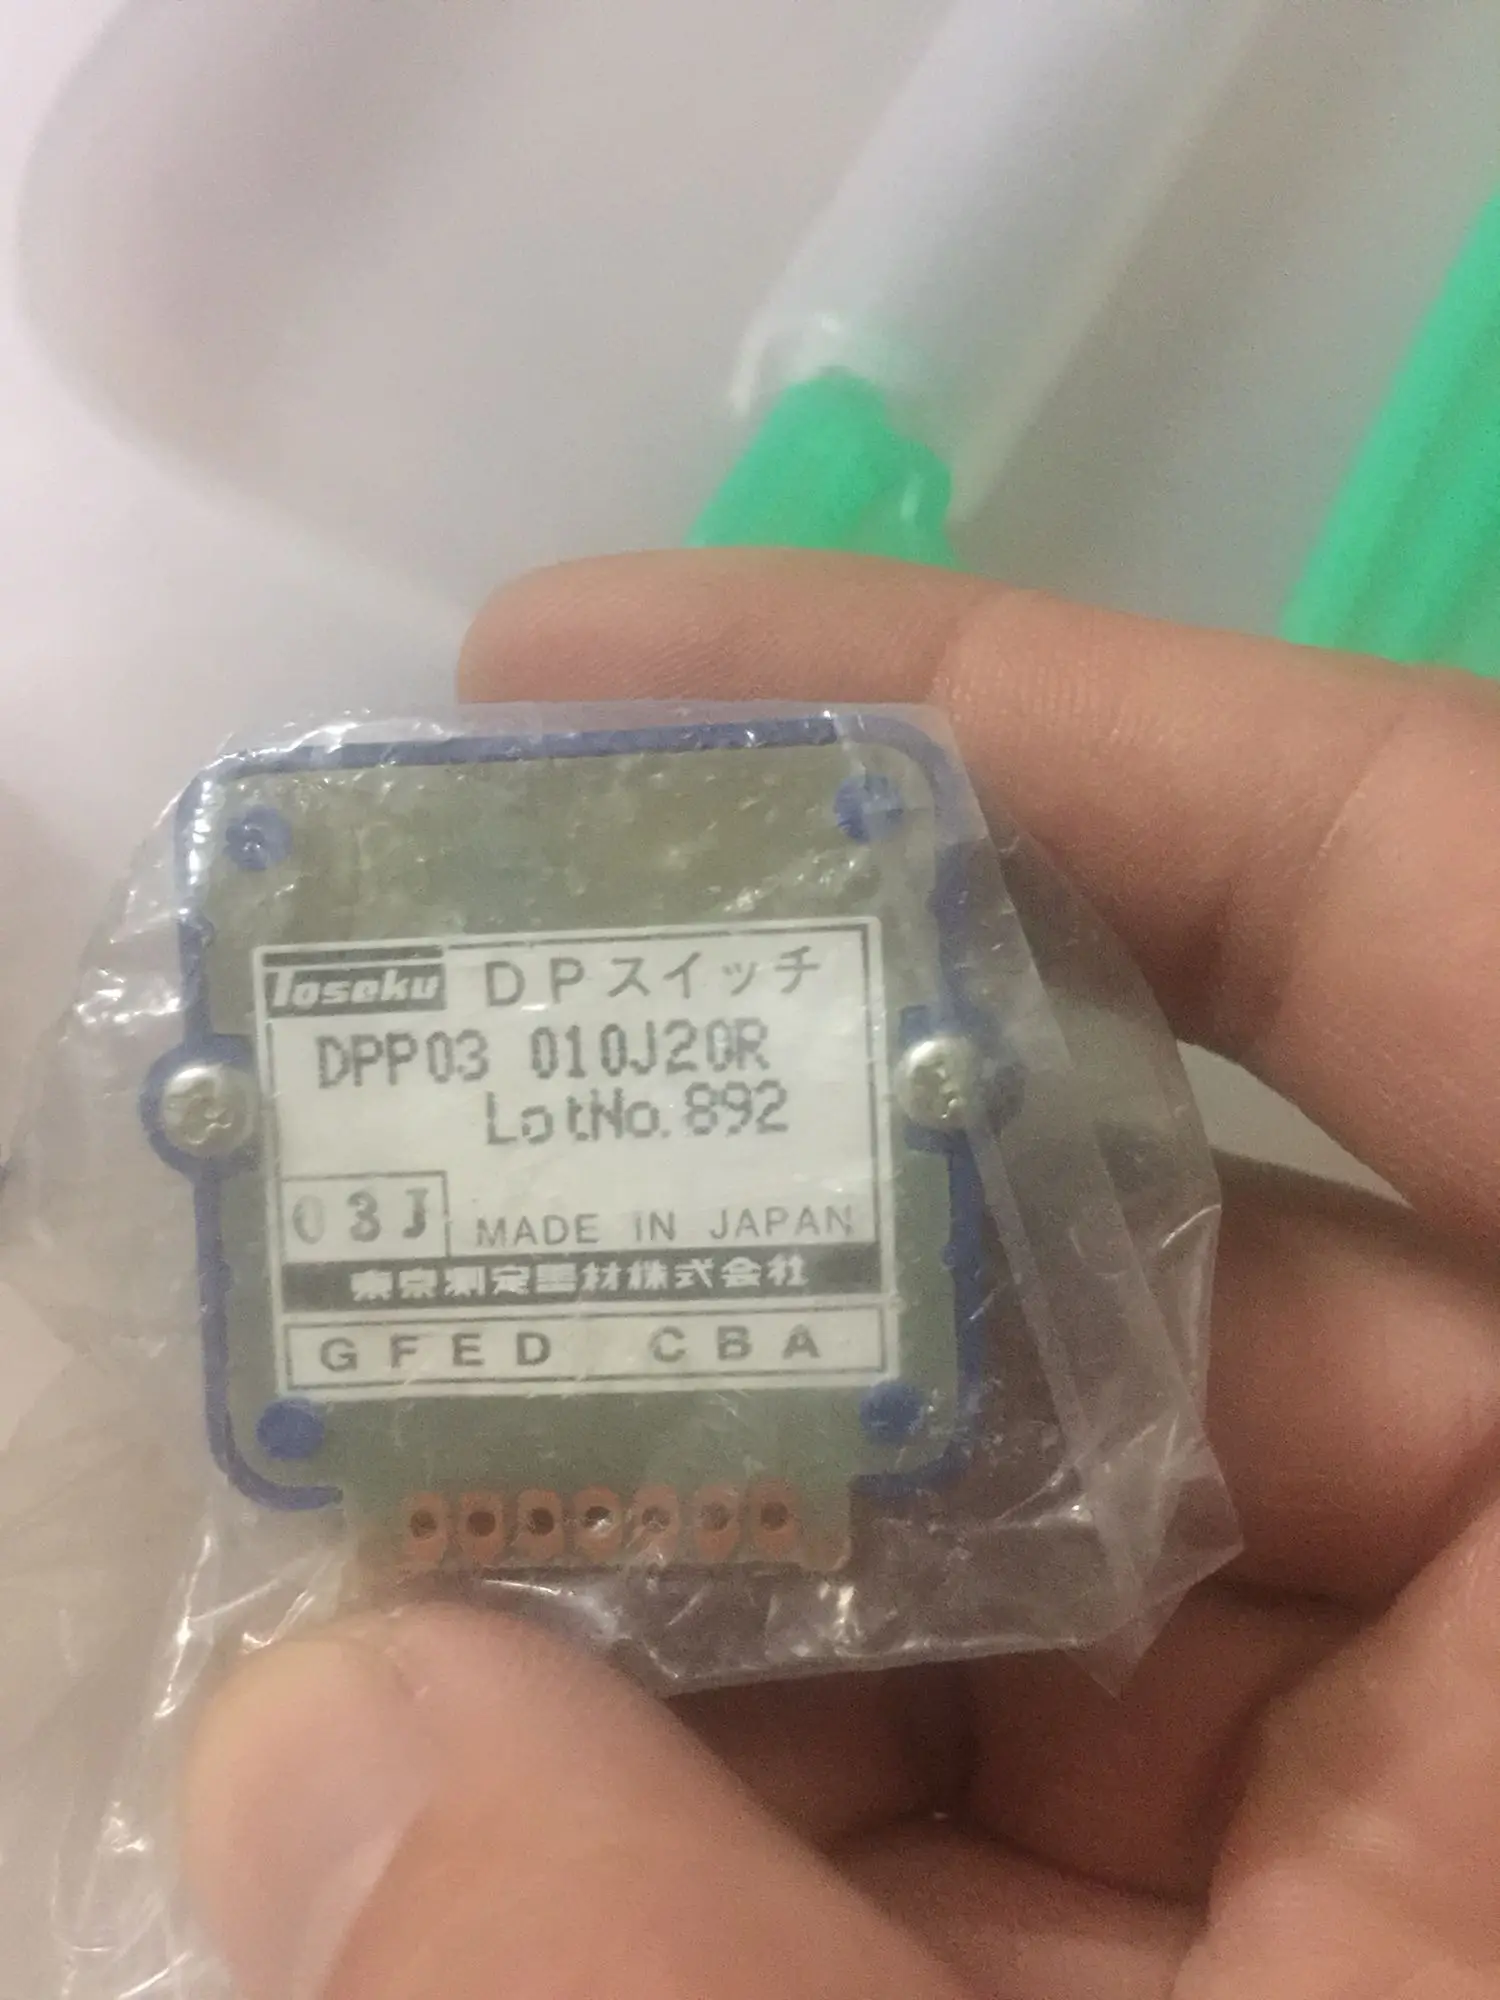 Toseku DPスイッチ
DPP03 010J20R
LotNo.892
03J MADE IN JAPAN
東京測定器材株式会社
GFED CBA